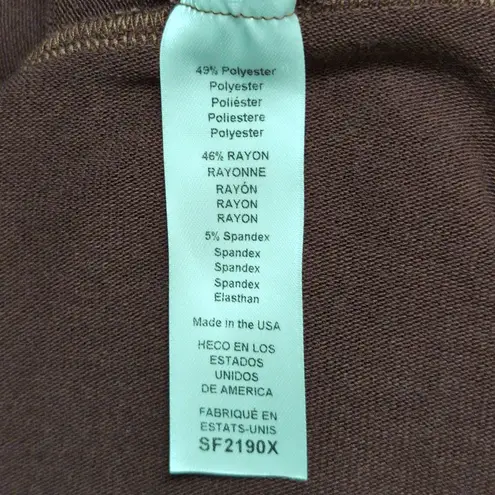 49% Polyester
Polyester
Poliéster
Poliestere
Polyester
46% RAYON
RAYONNE
RAYÓN
RAYON
RAYON
5% Spandex
Spandex
Spandex
Spandex
Elasthan
Made in the USA
HECO EN LOS
ESTADOS
UNIDOS
DE AMERICA
FABRIQUÉ EN
ESTATS-UNIS
SF2190X